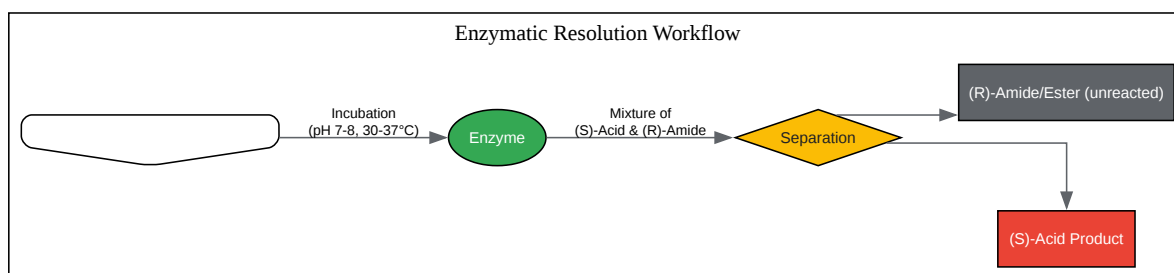 Enzymatic Resolution Workflow
Incubation
(pH 7-8, 30-37°C)
Enzyme
Mixture of
(S)-Acid & (R)-Amide
Separation
(R)-Amide/Ester (unreacted)
(S)-Acid Product